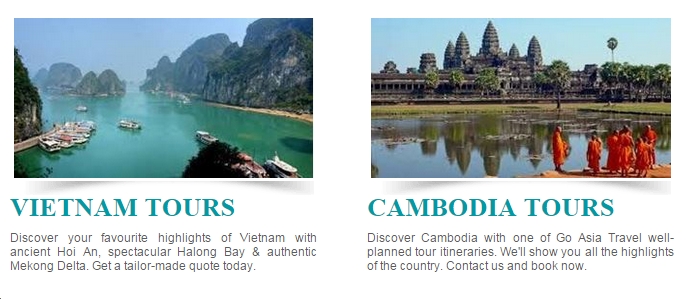 VIETNAM TOURS
Discover your favourite highlights of Vietnam with
ancient Hoi An, spectacular Halong Bay & authentic
Mekong Delta. Get a tailor-made quote today.
CAMBODIA TOURS
Discover Cambodia with one of Go Asia Travel well-
planned tour itineraries. We'll show you all the highlights
of the country. Contact us and book now.